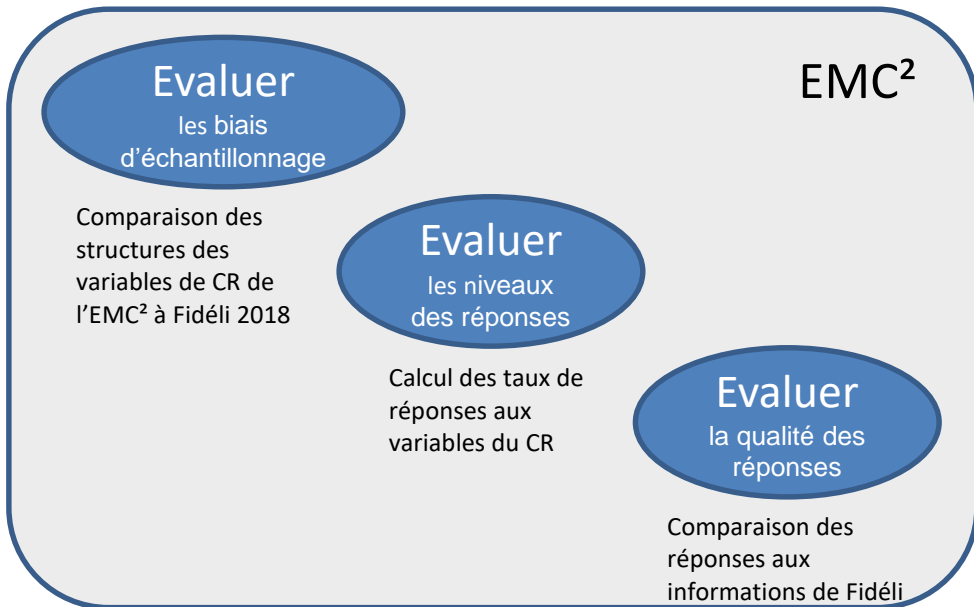 EMC²
Evaluer
les biais
d'échantillonnage
Comparaison des
structures des
variables de CR de
l'EMC² à Fidéli 2018
Evaluer
les niveaux
des réponses
Calcul des taux de
réponses aux
variables du CR
Evaluer
la qualité des
réponses
Comparaison des
réponses aux
informations de Fidéli